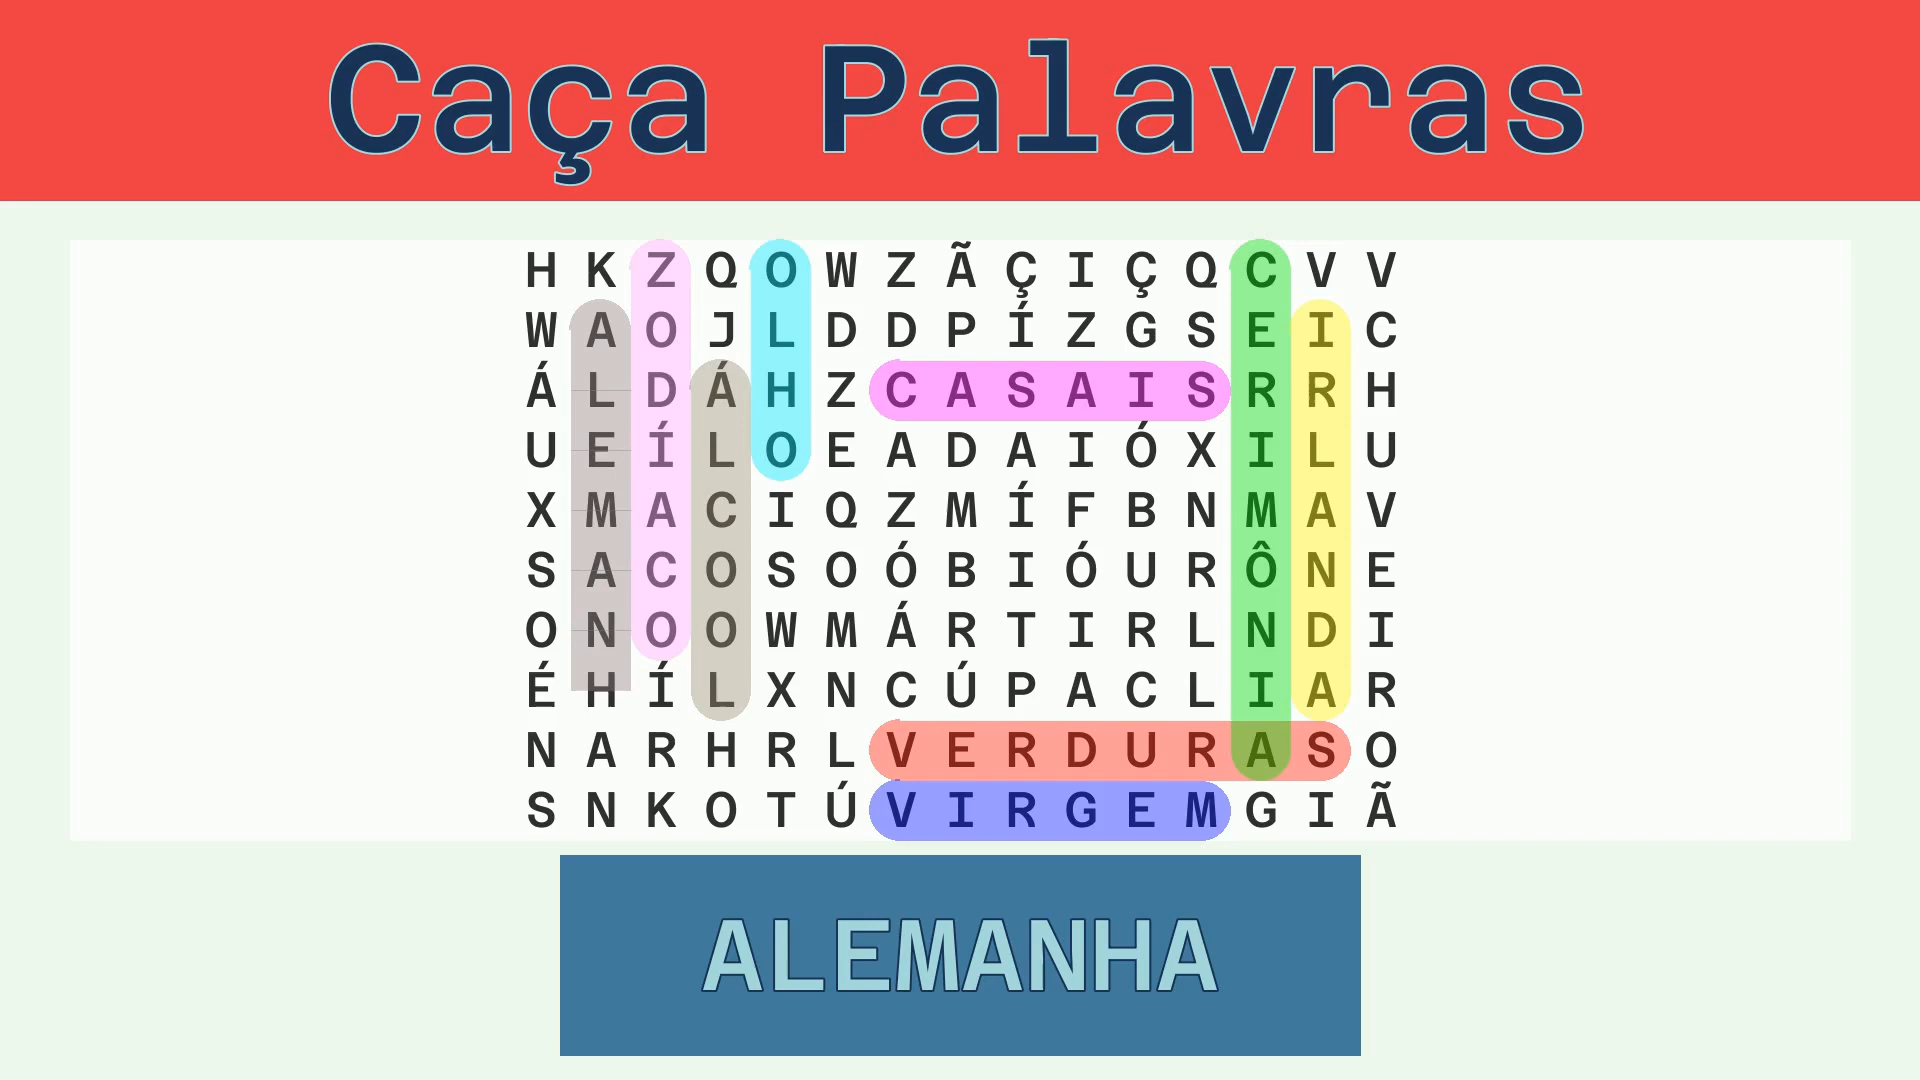 Caça Palavras
H K Z Q O W Z Ã Ç I Ç Q C V V
W A O J L D D P Í Z G S E I C
Á L D Á H Z C A S A I S R R H
U E Í L O E A D A I Ó X I L U
X M A C I Q Z M Í F B N M A V
S A C O S O Ó B I Ó U R Ô N E
O N O O W M Á R T I R L N D I
É H Í L X N C Ú P A C L I A R
N A R H R L V E R D U R A S O
S N K O T Ú V I R G E M G I Ã
ALEMANHA